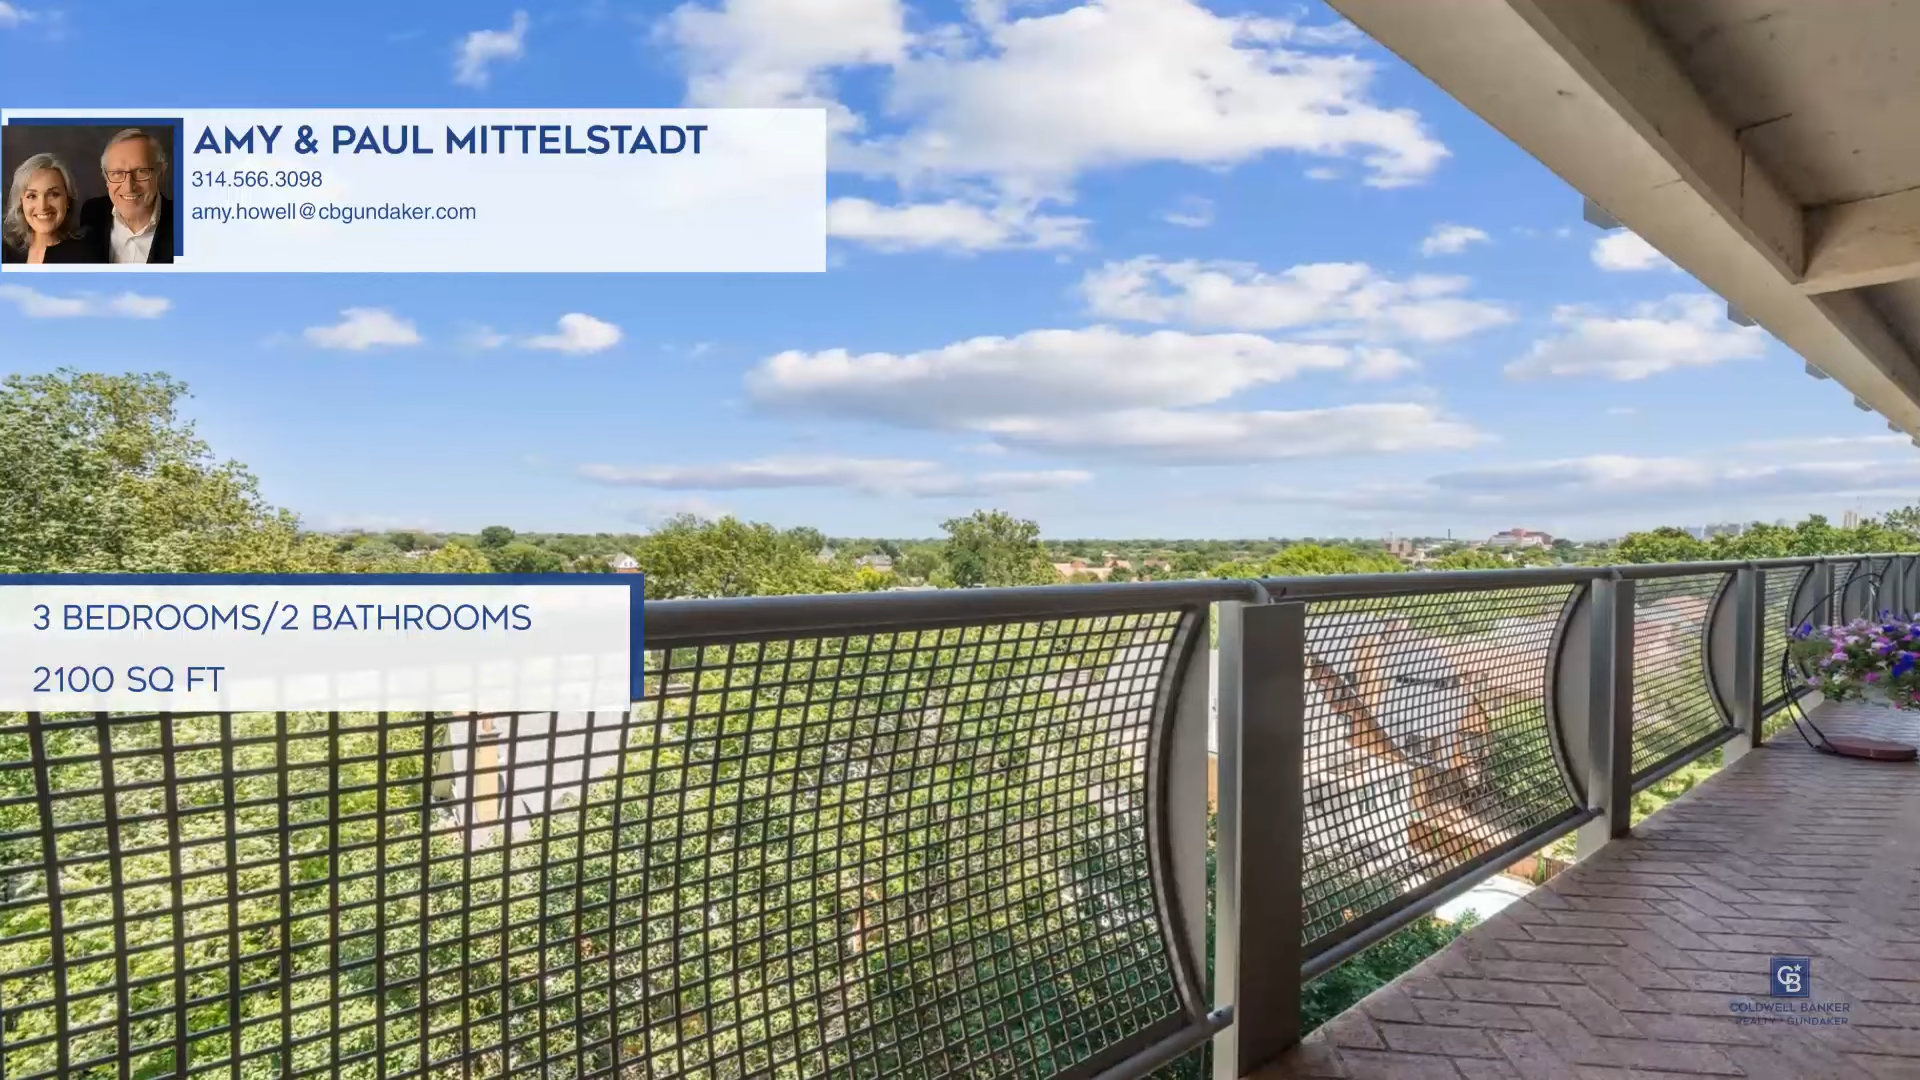 AMY & PAUL MITTELSTADT
314.566.3098
amy.howell@cbgundaker.com
3 BEDROOMS/2 BATHROOMS
2100 SQ FT
CB
COLDWELL BANKER
REALTY - GUNDAKER